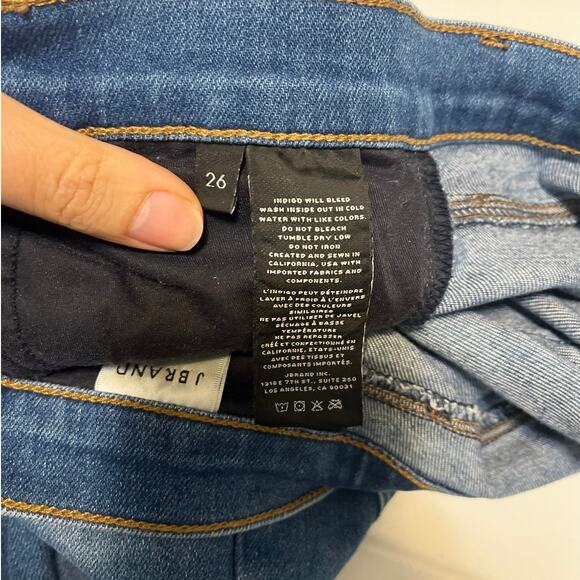 26
INDIGO WILL BLEED
WASH INSIDE OUT IN COLD
WATER WITH LIKE COLORS.
DO NOT BLEACH
TUMBLE DRY LOW
DO NOT IRON
CREATED AND SEWN IN
CALIFORNIA, USA WITH
IMPORTED FABRICS AND
COMPONENTS.
L'INDIGO PEUT DÉTEINDRE
LAVER À FROID À L'ENVERS
AVEC DES COULEURS
SIMILAIRES
NE PAS UTILISER DE JAVEL
SÉCHAGE À BASSE
TEMPÉRATURE
NE PAS REPASSER
CRÉÉ ET CONFECTIONNÉ EN
CALIFORNIE, ÉTATS-UNIS
AVEC DES TISSUS ET
COMPOSANTS IMPORTÉS.
JBRAND INC.
1318 E 7TH ST., SUITE 260
LOS ANGELES, CA 90021
J BRAND